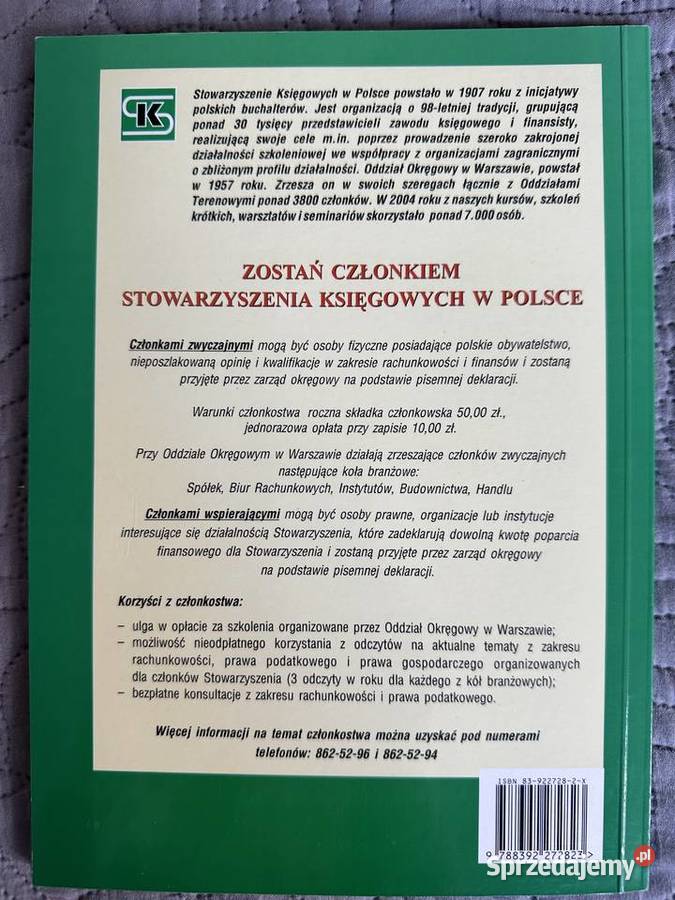 SK
Stowarzyszenie Księgowych w Polsce powstało w 1907 roku z inicjatywy
polskich buchalterów. Jest organizacją o 98-letniej tradycji, grupującą
ponad 30 tysięcy przedstawicieli zawodu księgowego i finansisty,
realizującą swoje cele m.in. poprzez prowadzenie szeroko zakrojonej
działalności szkoleniowej we współpracy z organizacjami zagranicznymi
o zbliżonym profilu działalności. Oddział Okręgowy w Warszawie, powstał
w 1957 roku. Zrzesza on w swoich szeregach łącznie z Oddziałami
Terenowymi ponad 3800 członków. W 2004 roku z naszych kursów, szkoleń
krótkich, warsztatów i seminariów skorzystało ponad 7.000 osób.
ZOSTAŃ CZŁONKIEM
STOWARZYSZENIA KSIĘGOWYCH W POLSCE
Członkami zwyczajnymi mogą być osoby fizyczne posiadające polskie obywatelstwo,
nieposzlakowaną opinię i kwalifikacje w zakresie rachunkowości i finansów i zostaną
przyjęte przez zarząd okręgowy na podstawie pisemnej deklaracji.
Warunki członkostwa roczna składka członkowska 50,00 zł.,
jednorazowa opłata przy zapisie 10,00 zł.
Przy Oddziale Okręgowym w Warszawie działają zrzeszające członków zwyczajnych
następujące koła branżowe:
Spółek, Biur Rachunkowych, Instytutów, Budownictwa, Handlu
Członkami wspierającymi mogą być osoby prawne, organizacje lub instytucje
interesujące się działalnością Stowarzyszenia, które zadeklarują dowolną kwotę poparcia
finansowego dla Stowarzyszenia i zostaną przyjęte przez zarząd okręgowy
na podstawie pisemnej deklaracji.
Korzyści z członkostwa:
– ulga w opłacie za szkolenia organizowane przez Oddział Okręgowy w Warszawie;
– możliwość nieodpłatnego korzystania z odczytów na aktualne tematy z zakresu
rachunkowości, prawa podatkowego i prawa gospodarczego organizowanych
dla członków Stowarzyszenia (3 odczyty w roku dla każdego z kół branżowych);
– bezpłatne konsultacje z zakresu rachunkowości i prawa podatkowego.
Więcej informacji na temat członkostwa można uzyskać pod numerami
telefonów: 862-52-96 i 862-52-94
ISBN 83-922728-2-X
9 788392 272823 >
Sprzedajemy.pl